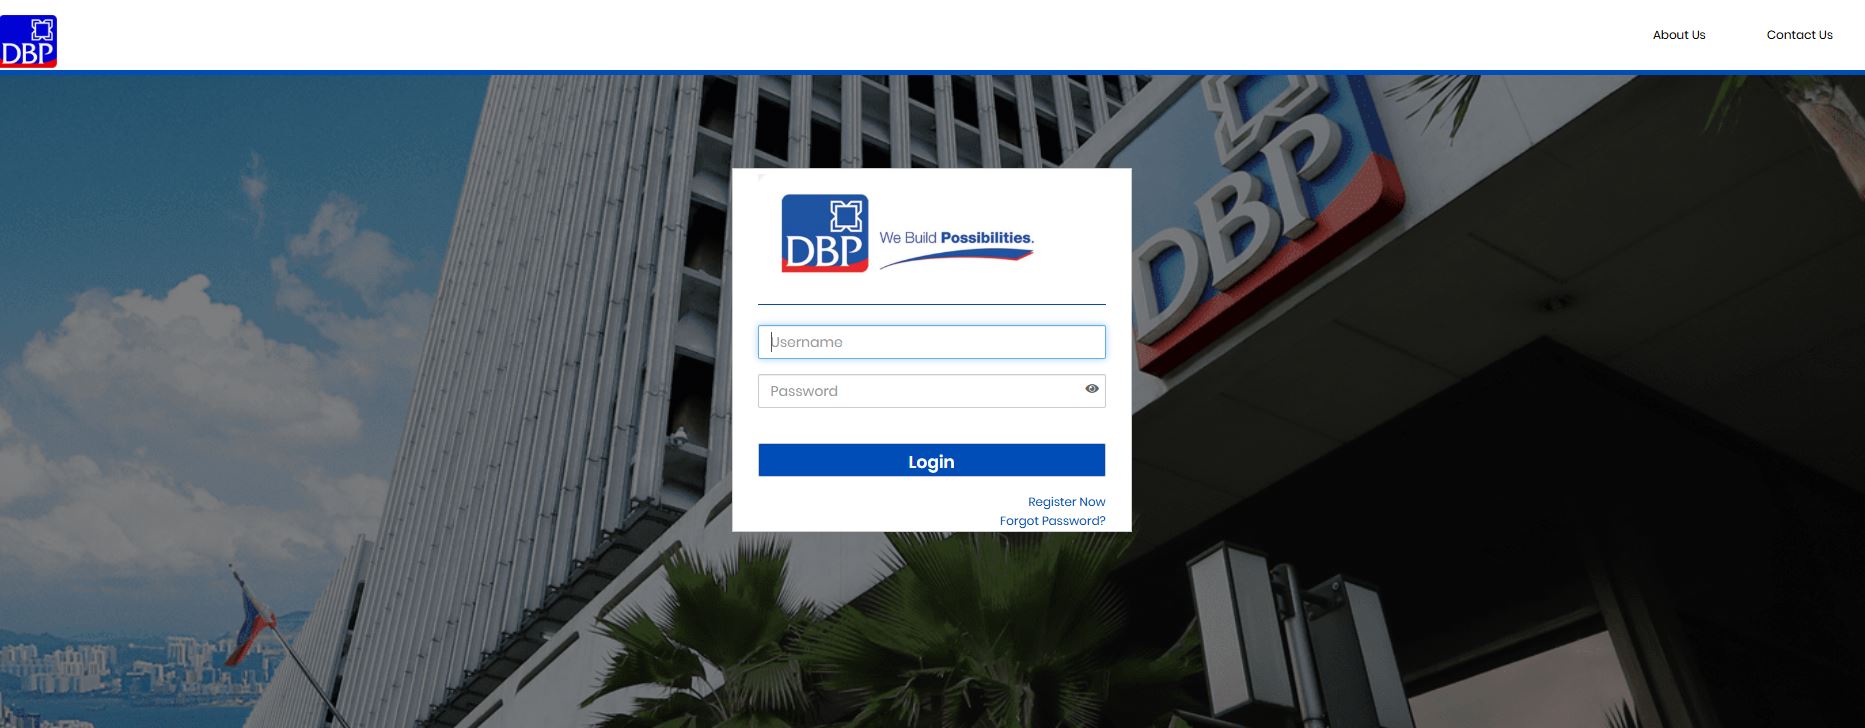 DBP
About Us
Contact Us
DBP
DBP
We Build Possibilities.
Username
Password
Login
Register Now
Forgot Password?